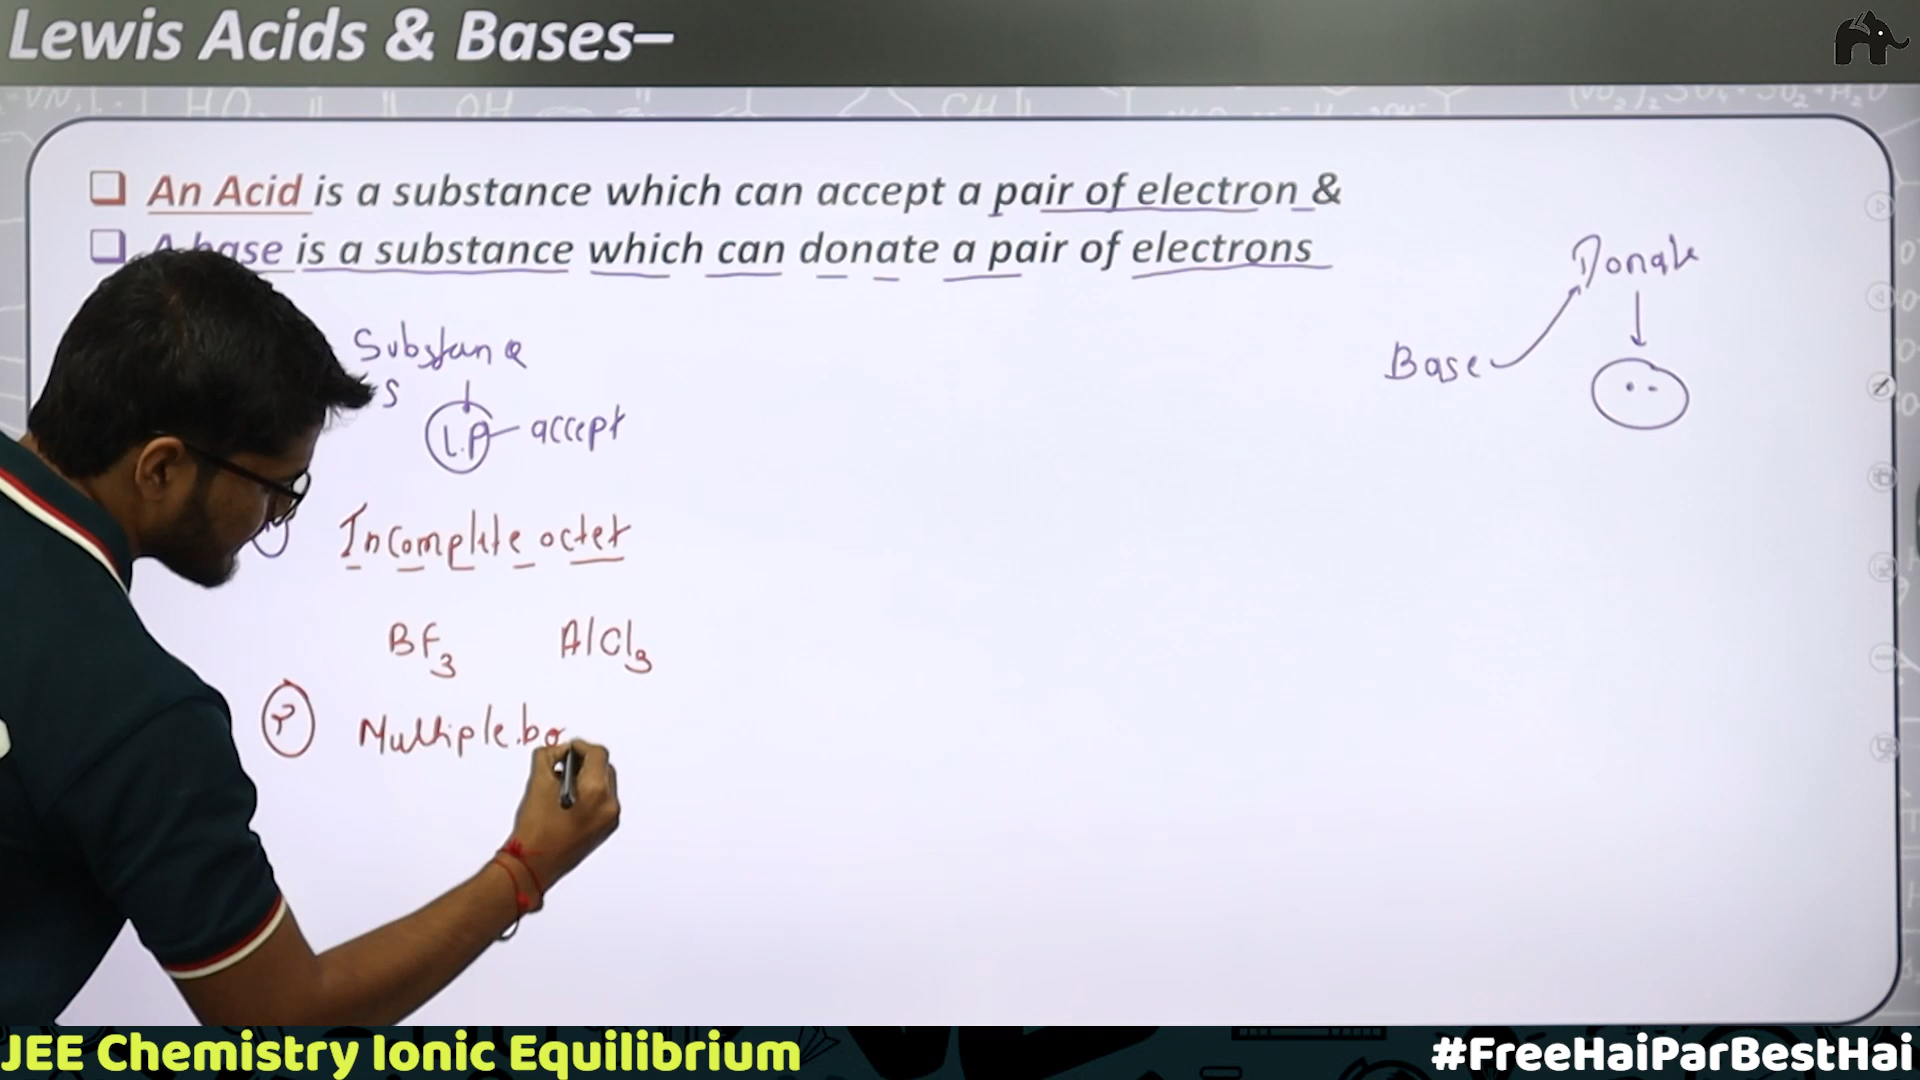 Lewis Acids & Bases–
An Acid is a substance which can accept a pair of electron &
base is a substance which can donate a pair of electrons
Donate
Base
Substance
L.P accept
Incomplete octet
BF3 AlCl3
2 Multiple bo
JEE Chemistry Ionic Equilibrium
#FreeHaiParBestHai